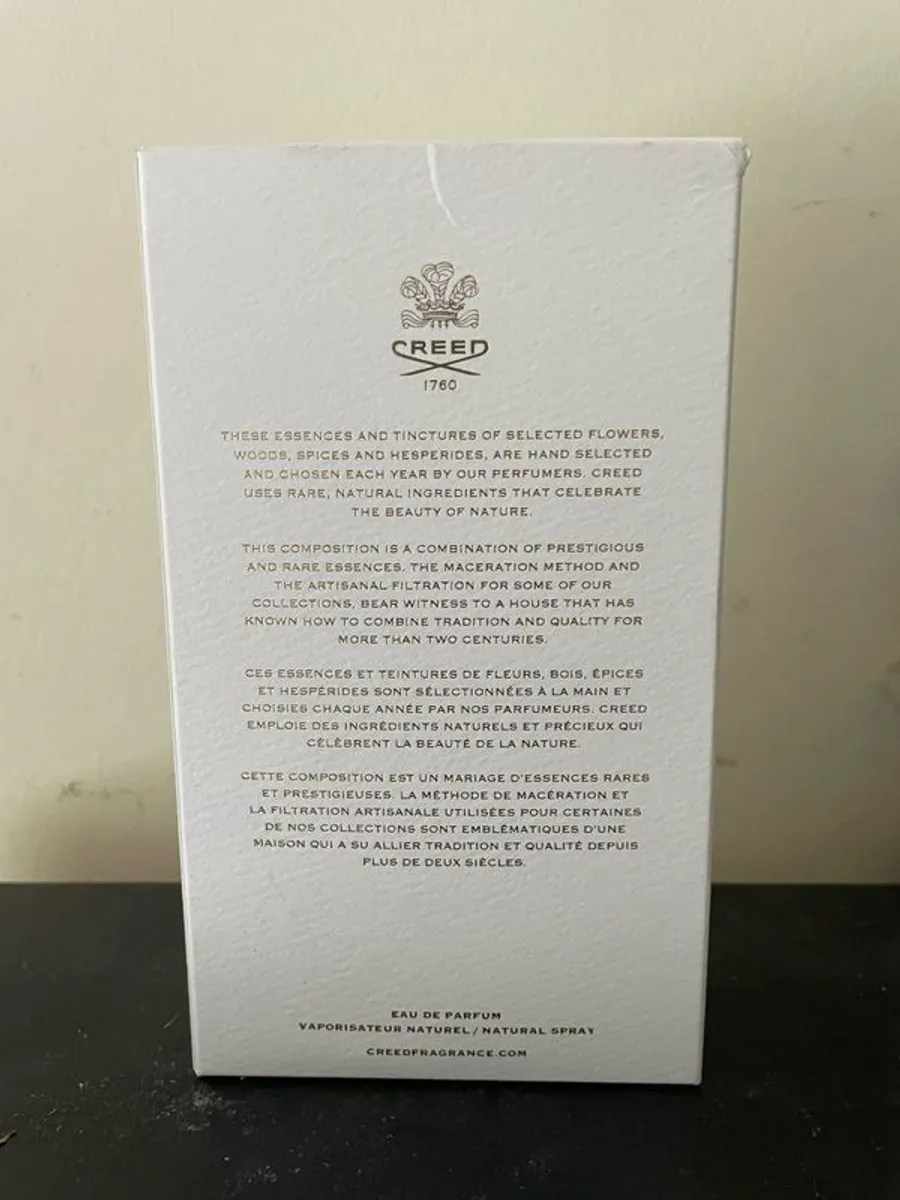 CREED
1760
THESE ESSENCES AND TINCTURES OF SELECTED FLOWERS,
WOODS, SPICES AND HESPERIDES, ARE HAND SELECTED
AND CHOSEN EACH YEAR BY OUR PERFUMERS. CREED
USES RARE, NATURAL INGREDIENTS THAT CELEBRATE
THE BEAUTY OF NATURE.
THIS COMPOSITION IS A COMBINATION OF PRESTIGIOUS
AND RARE ESSENCES. THE MACERATION METHOD AND
THE ARTISANAL FILTRATION FOR SOME OF OUR
COLLECTIONS, BEAR WITNESS TO A HOUSE THAT HAS
KNOWN HOW TO COMBINE TRADITION AND QUALITY FOR
MORE THAN TWO CENTURIES.
CES ESSENCES ET TEINTURES DE FLEURS, BOIS, ÉPICES
ET HESPÉRIDES SONT SÉLECTIONNÉES À LA MAIN ET
CHOISIES CHAQUE ANNÉE PAR NOS PARFUMEURS. CREED
EMPLOIE DES INGRÉDIENTS NATURELS ET PRÉCIEUX QUI
CÉLÈBRENT LA BEAUTÉ DE LA NATURE.
CETTE COMPOSITION EST UN MARIAGE D'ESSENCES RARES
ET PRESTIGIEUSES. LA MÉTHODE DE MACÉRATION ET
LA FILTRATION ARTISANALE UTILISÉES POUR CERTAINES
DE NOS COLLECTIONS SONT EMBLÉMATIQUES D'UNE
MAISON QUI A SU ALLIER TRADITION ET QUALITÉ DEPUIS
PLUS DE DEUX SIÈCLES.
EAU DE PARFUM
VAPORISATEUR NATUREL / NATURAL SPRAY
CREEDFRAGRANCE.COM